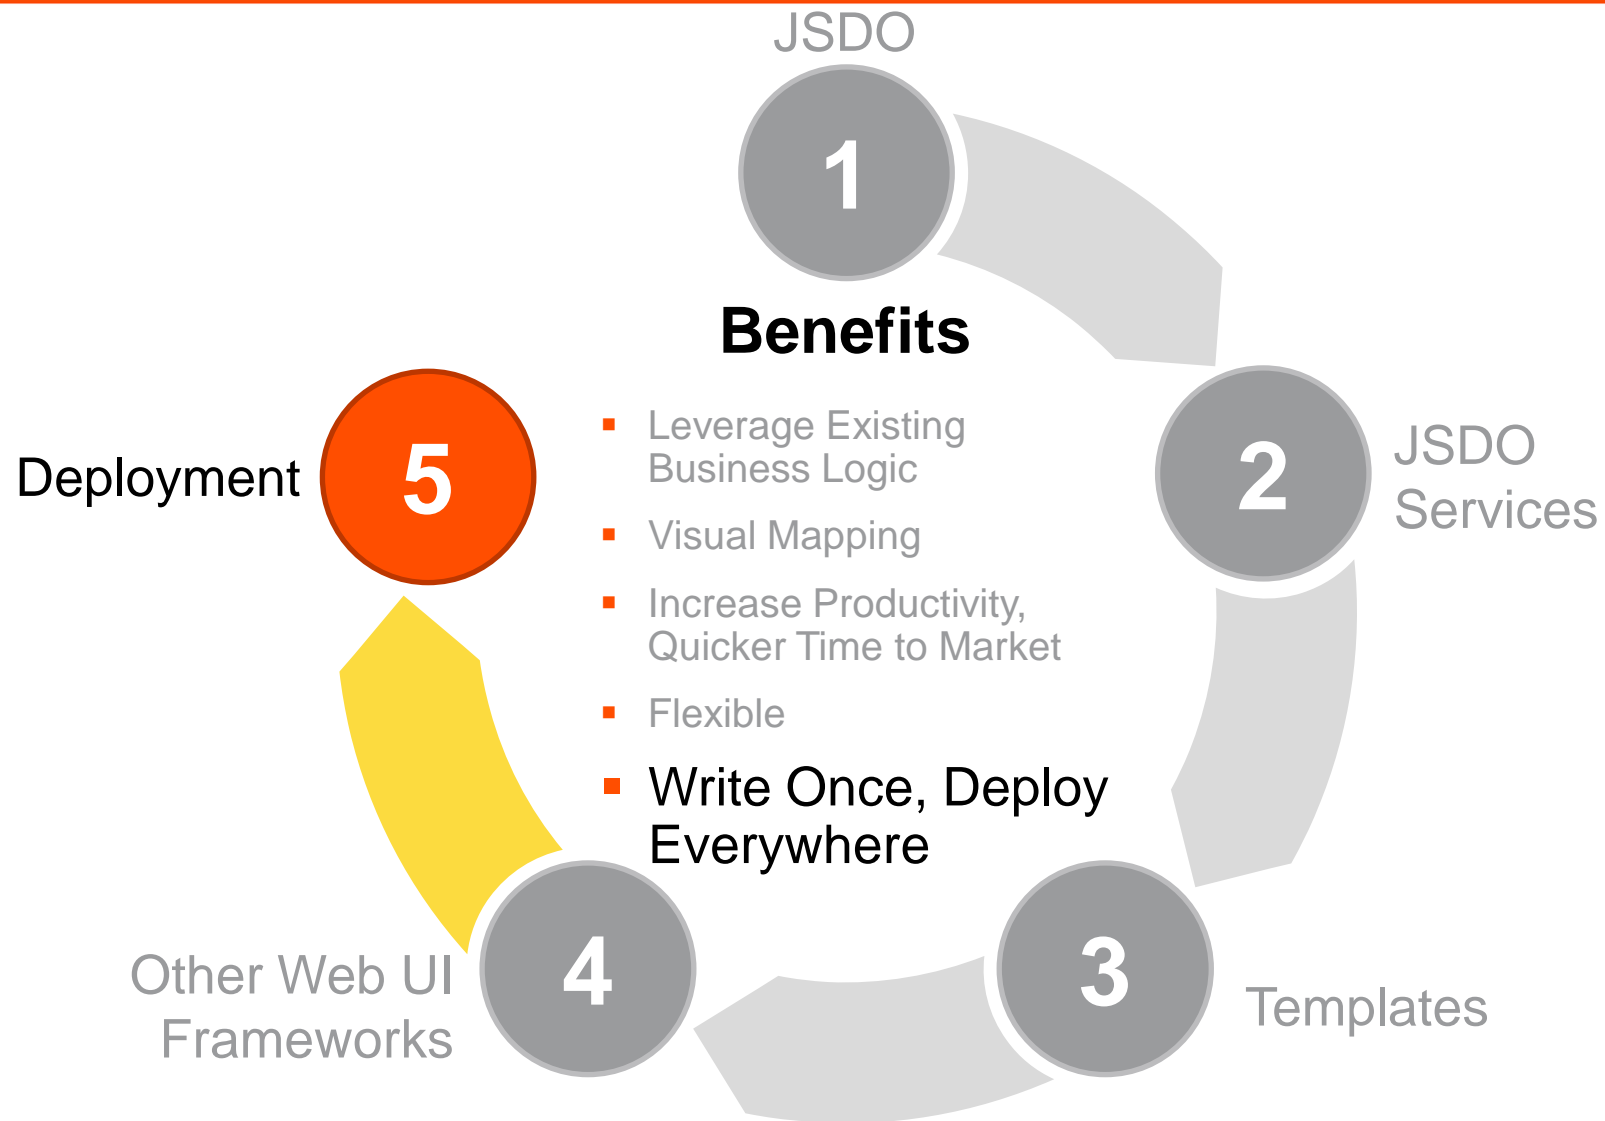 JSDO
1
Benefits
▪ Leverage Existing
Business Logic
▪ Visual Mapping
▪ Increase Productivity,
Quicker Time to Market
▪ Flexible
▪ Write Once, Deploy
Everywhere
2
JSDO
Services
3
Templates
4
Other Web UI
Frameworks
5
Deployment